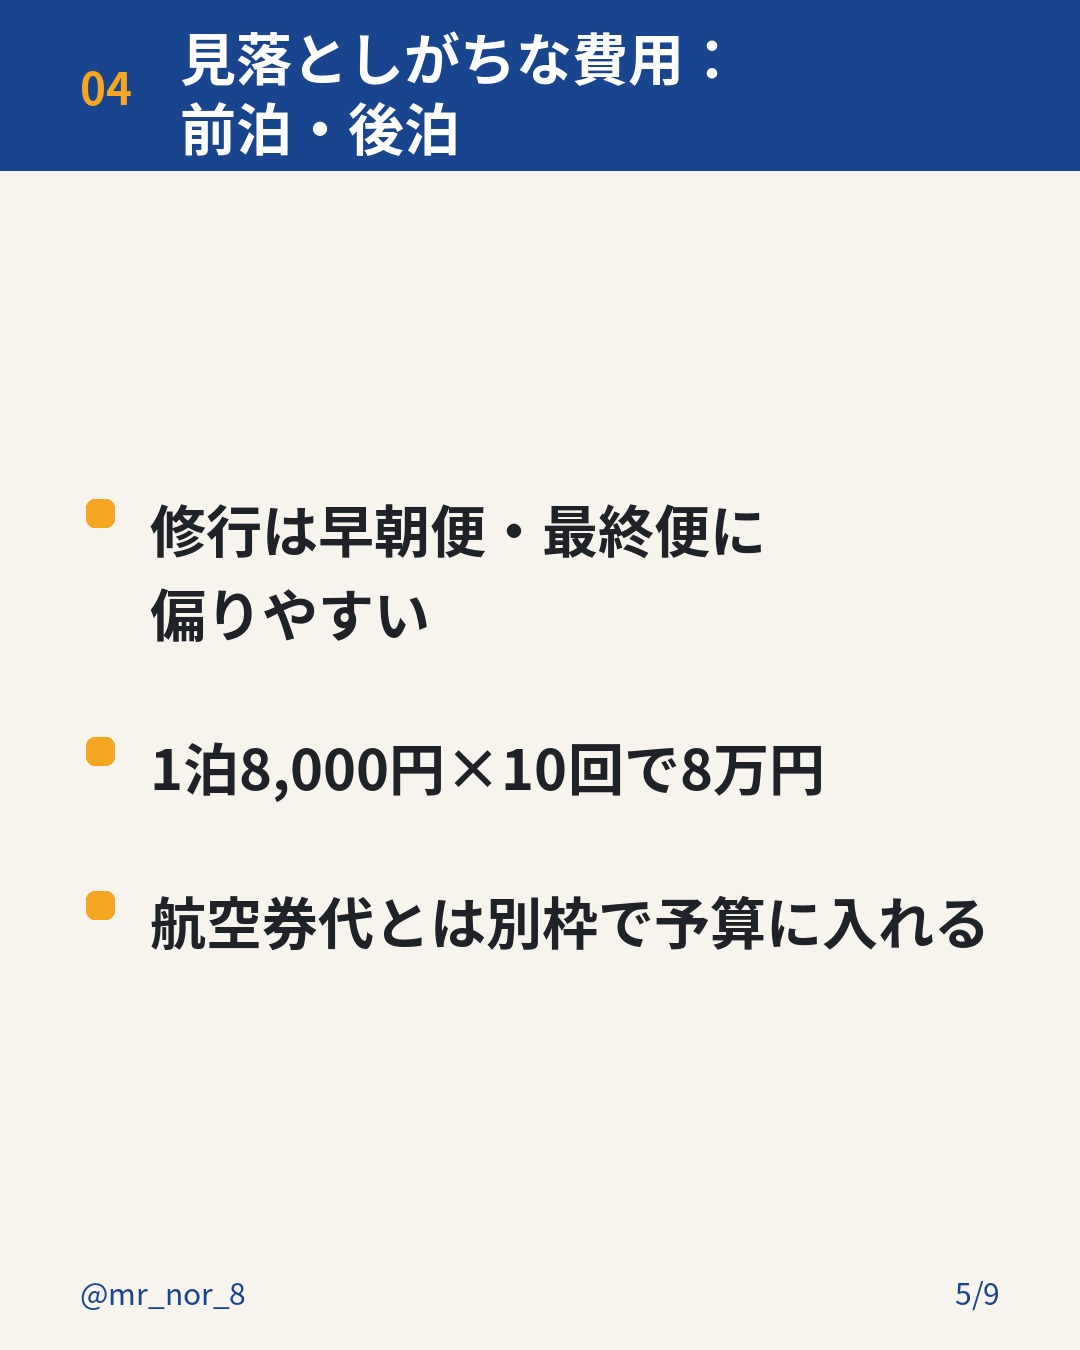 04
見落としがちな費用：
前泊・後泊
修行は早朝便・最終便に
偏りやすい
1泊8,000円×10回で8万円
航空券代とは別枠で予算に入れる
@mr_nor_8
5/9